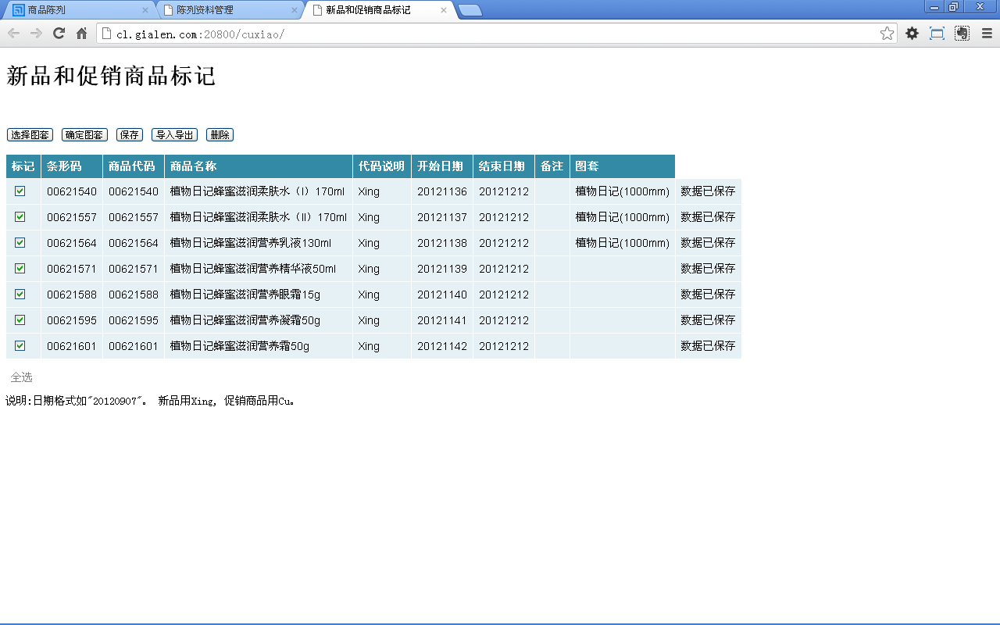 商品陈列 陈列资料管理 新品和促销商品标记
cl.gialen.com:20800/cuxiao/
新品和促销商品标记
选择图套 确定图套 保存 导入导出 删除
标记 条形码 商品代码 商品名称 代码说明 开始日期 结束日期 备注 图套
00621540 00621540 植物日记蜂蜜滋润柔肤水（I）170ml Xing 20121136 20121212 植物日记(1000mm) 数据已保存
00621557 00621557 植物日记蜂蜜滋润柔肤水（II）170ml Xing 20121137 20121212 植物日记(1000mm) 数据已保存
00621564 00621564 植物日记蜂蜜滋润营养乳液130ml Xing 20121138 20121212 植物日记(1000mm) 数据已保存
00621571 00621571 植物日记蜂蜜滋润营养精华液50ml Xing 20121139 20121212 数据已保存
00621588 00621588 植物日记蜂蜜滋润营养眼霜15g Xing 20121140 20121212 数据已保存
00621595 00621595 植物日记蜂蜜滋润营养凝霜50g Xing 20121141 20121212 数据已保存
00621601 00621601 植物日记蜂蜜滋润营养霜50g Xing 20121142 20121212 数据已保存
全选
说明:日期格式如"20120907"。 新品用Xing, 促销商品用Cu。